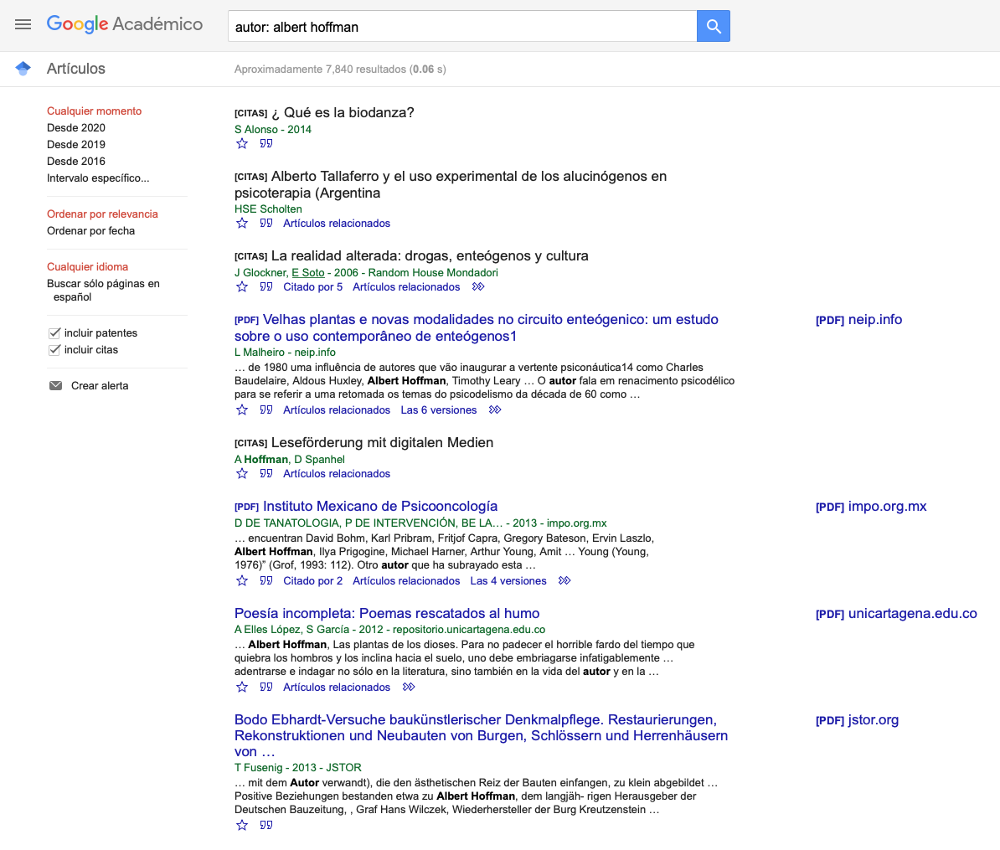 Google Académico
autor: albert hoffman
Artículos
Aproximadamente 7,840 resultados (0.06 s)
Cualquier momento
Desde 2020
Desde 2019
Desde 2016
Intervalo específico...
Ordenar por relevancia
Ordenar por fecha
Cualquier idioma
Buscar sólo páginas en
español
incluir patentes
incluir citas
Crear alerta
[CITAS] ¿ Qué es la biodanza?
S Alonso - 2014
[CITAS] Alberto Tallaferro y el uso experimental de los alucinógenos en
psicoterapia (Argentina
HSE Scholten
Artículos relacionados
[CITAS] La realidad alterada: drogas, enteógenos y cultura
J Glockner, E Soto - 2006 - Random House Mondadori
Citado por 5 Artículos relacionados
[PDF] Velhas plantas e novas modalidades no circuito enteógenico: um estudo
sobre o uso contemporâneo de enteógenos1
L Malheiro - neip.info
… de 1980 uma influência de autores que vão inaugurar a vertente psiconáutica14 como Charles
Baudelaire, Aldous Huxley, Albert Hoffman, Timothy Leary … O autor fala em renacimento psicodélico
para se referir a uma retomada os temas do psicodelismo da década de 60 como …
Artículos relacionados Las 6 versiones
[PDF] neip.info
[CITAS] Leseförderung mit digitalen Medien
A Hoffman, D Spanhel
Artículos relacionados
[PDF] Instituto Mexicano de Psicooncología
D DE TANATOLOGIA, P DE INTERVENCIÓN, BE LA… - 2013 - impo.org.mx
… encuentran David Bohm, Karl Pribram, Fritjof Capra, Gregory Bateson, Ervin Laszlo,
Albert Hoffman, Ilya Prigogine, Michael Harner, Arthur Young, Amit … Young (Young,
1976)” (Grof, 1993: 112). Otro autor que ha subrayado esta …
Citado por 2 Artículos relacionados Las 4 versiones
[PDF] impo.org.mx
Poesía incompleta: Poemas rescatados al humo
A Elles López, S García - 2012 - repositorio.unicartagena.edu.co
… Albert Hoffman, Las plantas de los dioses. Para no padecer el horrible fardo del tiempo que
quiebra los hombros y los inclina hacia el suelo, uno debe embriagarse infatigablemente …
adentrarse e indagar no sólo en la literatura, sino también en la vida del autor y en la …
Artículos relacionados
[PDF] unicartagena.edu.co
Bodo Ebhardt-Versuche baukünstlerischer Denkmalpflege. Restaurierungen,
Rekonstruktionen und Neubauten von Burgen, Schlössern und Herrenhäusern
von …
T Fusenig - 2013 - JSTOR
… mit dem Autor verwandt), die den ästhetischen Reiz der Bauten einfangen, zu klein abgebildet …
Positive Beziehungen bestanden etwa zu Albert Hoffman, dem langjäh- rigen Herausgeber der
Deutschen Bauzeitung, , Graf Hans Wilczek, Wiederhersteller der Burg Kreutzenstein …
[PDF] jstor.org